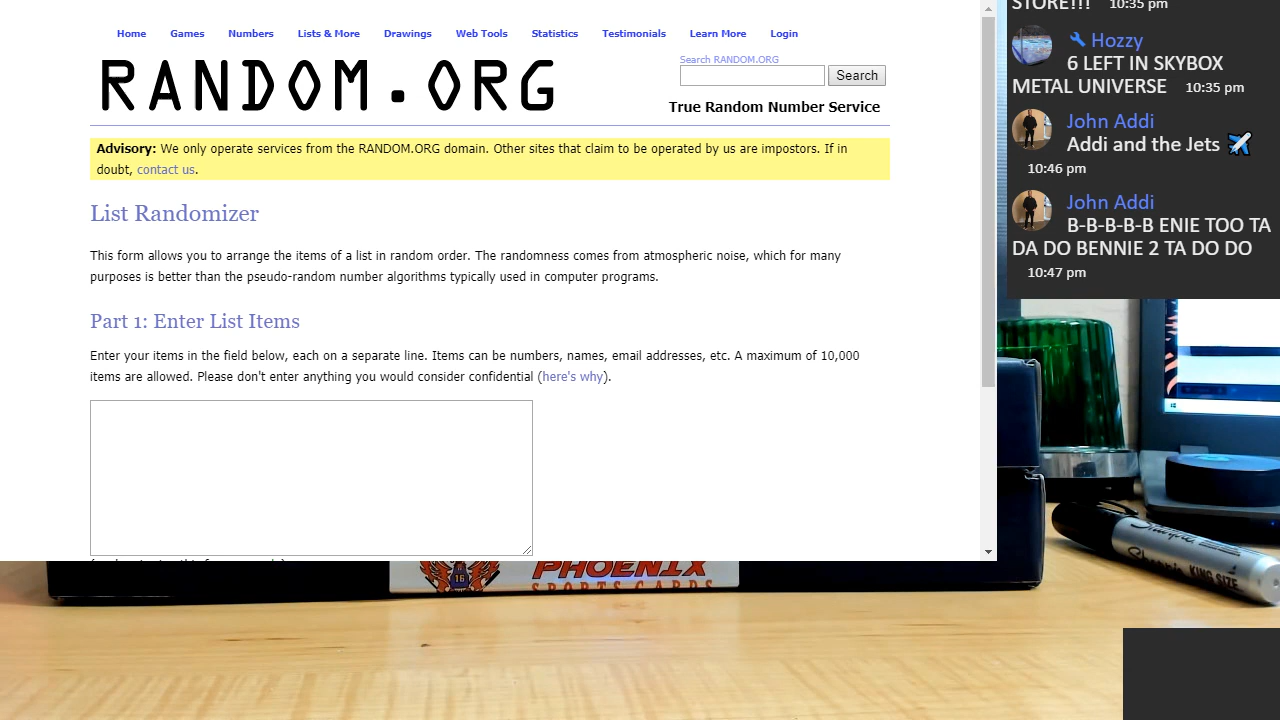 Home Games Numbers Lists & More Drawings Web Tools Statistics Testimonials Learn More Login
RANDOM.ORG
Search RANDOM.ORG
Search
True Random Number Service
Advisory: We only operate services from the RANDOM.ORG domain. Other sites that claim to be operated by us are impostors. If in
doubt, contact us.
List Randomizer
This form allows you to arrange the items of a list in random order. The randomness comes from atmospheric noise, which for many
purposes is better than the pseudo-random number algorithms typically used in computer programs.
Part 1: Enter List Items
Enter your items in the field below, each on a separate line. Items can be numbers, names, email addresses, etc. A maximum of 10,000
items are allowed. Please don't enter anything you would consider confidential (here's why).
STORE!!! 10:35 pm
Hozzy
6 LEFT IN SKYBOX
METAL UNIVERSE 10:35 pm
John Addi
Addi and the Jets
10:46 pm
John Addi
B-B-B-B-B ENIE TOO TA
DA DO BENNIE 2 TA DO DO
10:47 pm
16
PHOENIX
SPORTS CARDS
Sharpie
KING SIZE